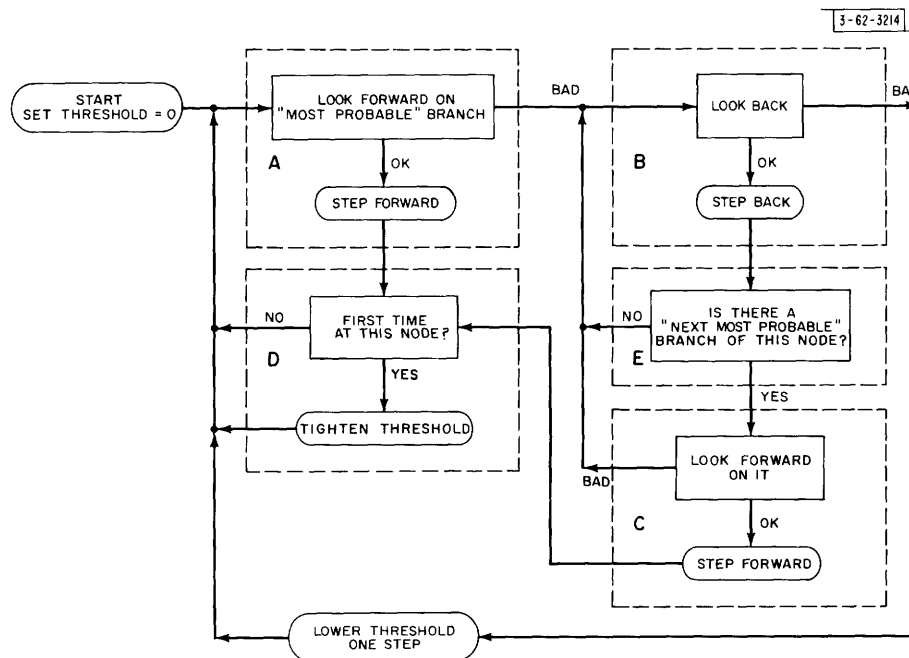 3-62-3214
START
SET THRESHOLD = 0
LOOK FORWARD ON
"MOST PROBABLE" BRANCH
BAD
LOOK BACK
BA
A
OK
B
OK
STEP FORWARD
STEP BACK
NO
FIRST TIME
AT THIS NODE?
NO
IS THERE A
"NEXT MOST PROBABLE"
BRANCH OF THIS NODE?
D
E
YES
YES
TIGHTEN THRESHOLD
LOOK FORWARD
ON IT
BAD
C
OK
STEP FORWARD
LOWER THRESHOLD
ONE STEP